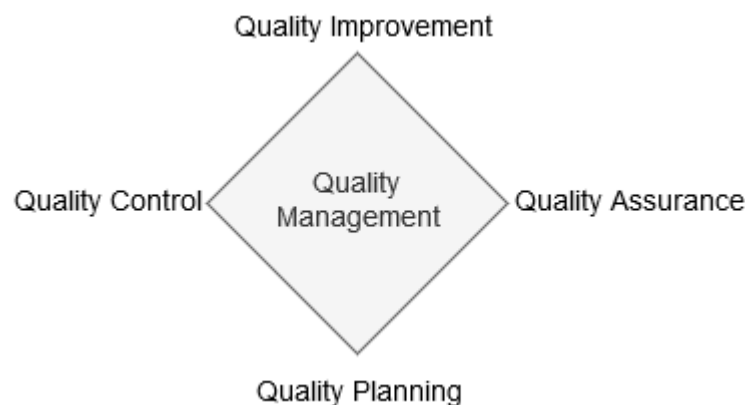 Quality Improvement
Quality Control
Quality
Management
Quality Assurance
Quality Planning